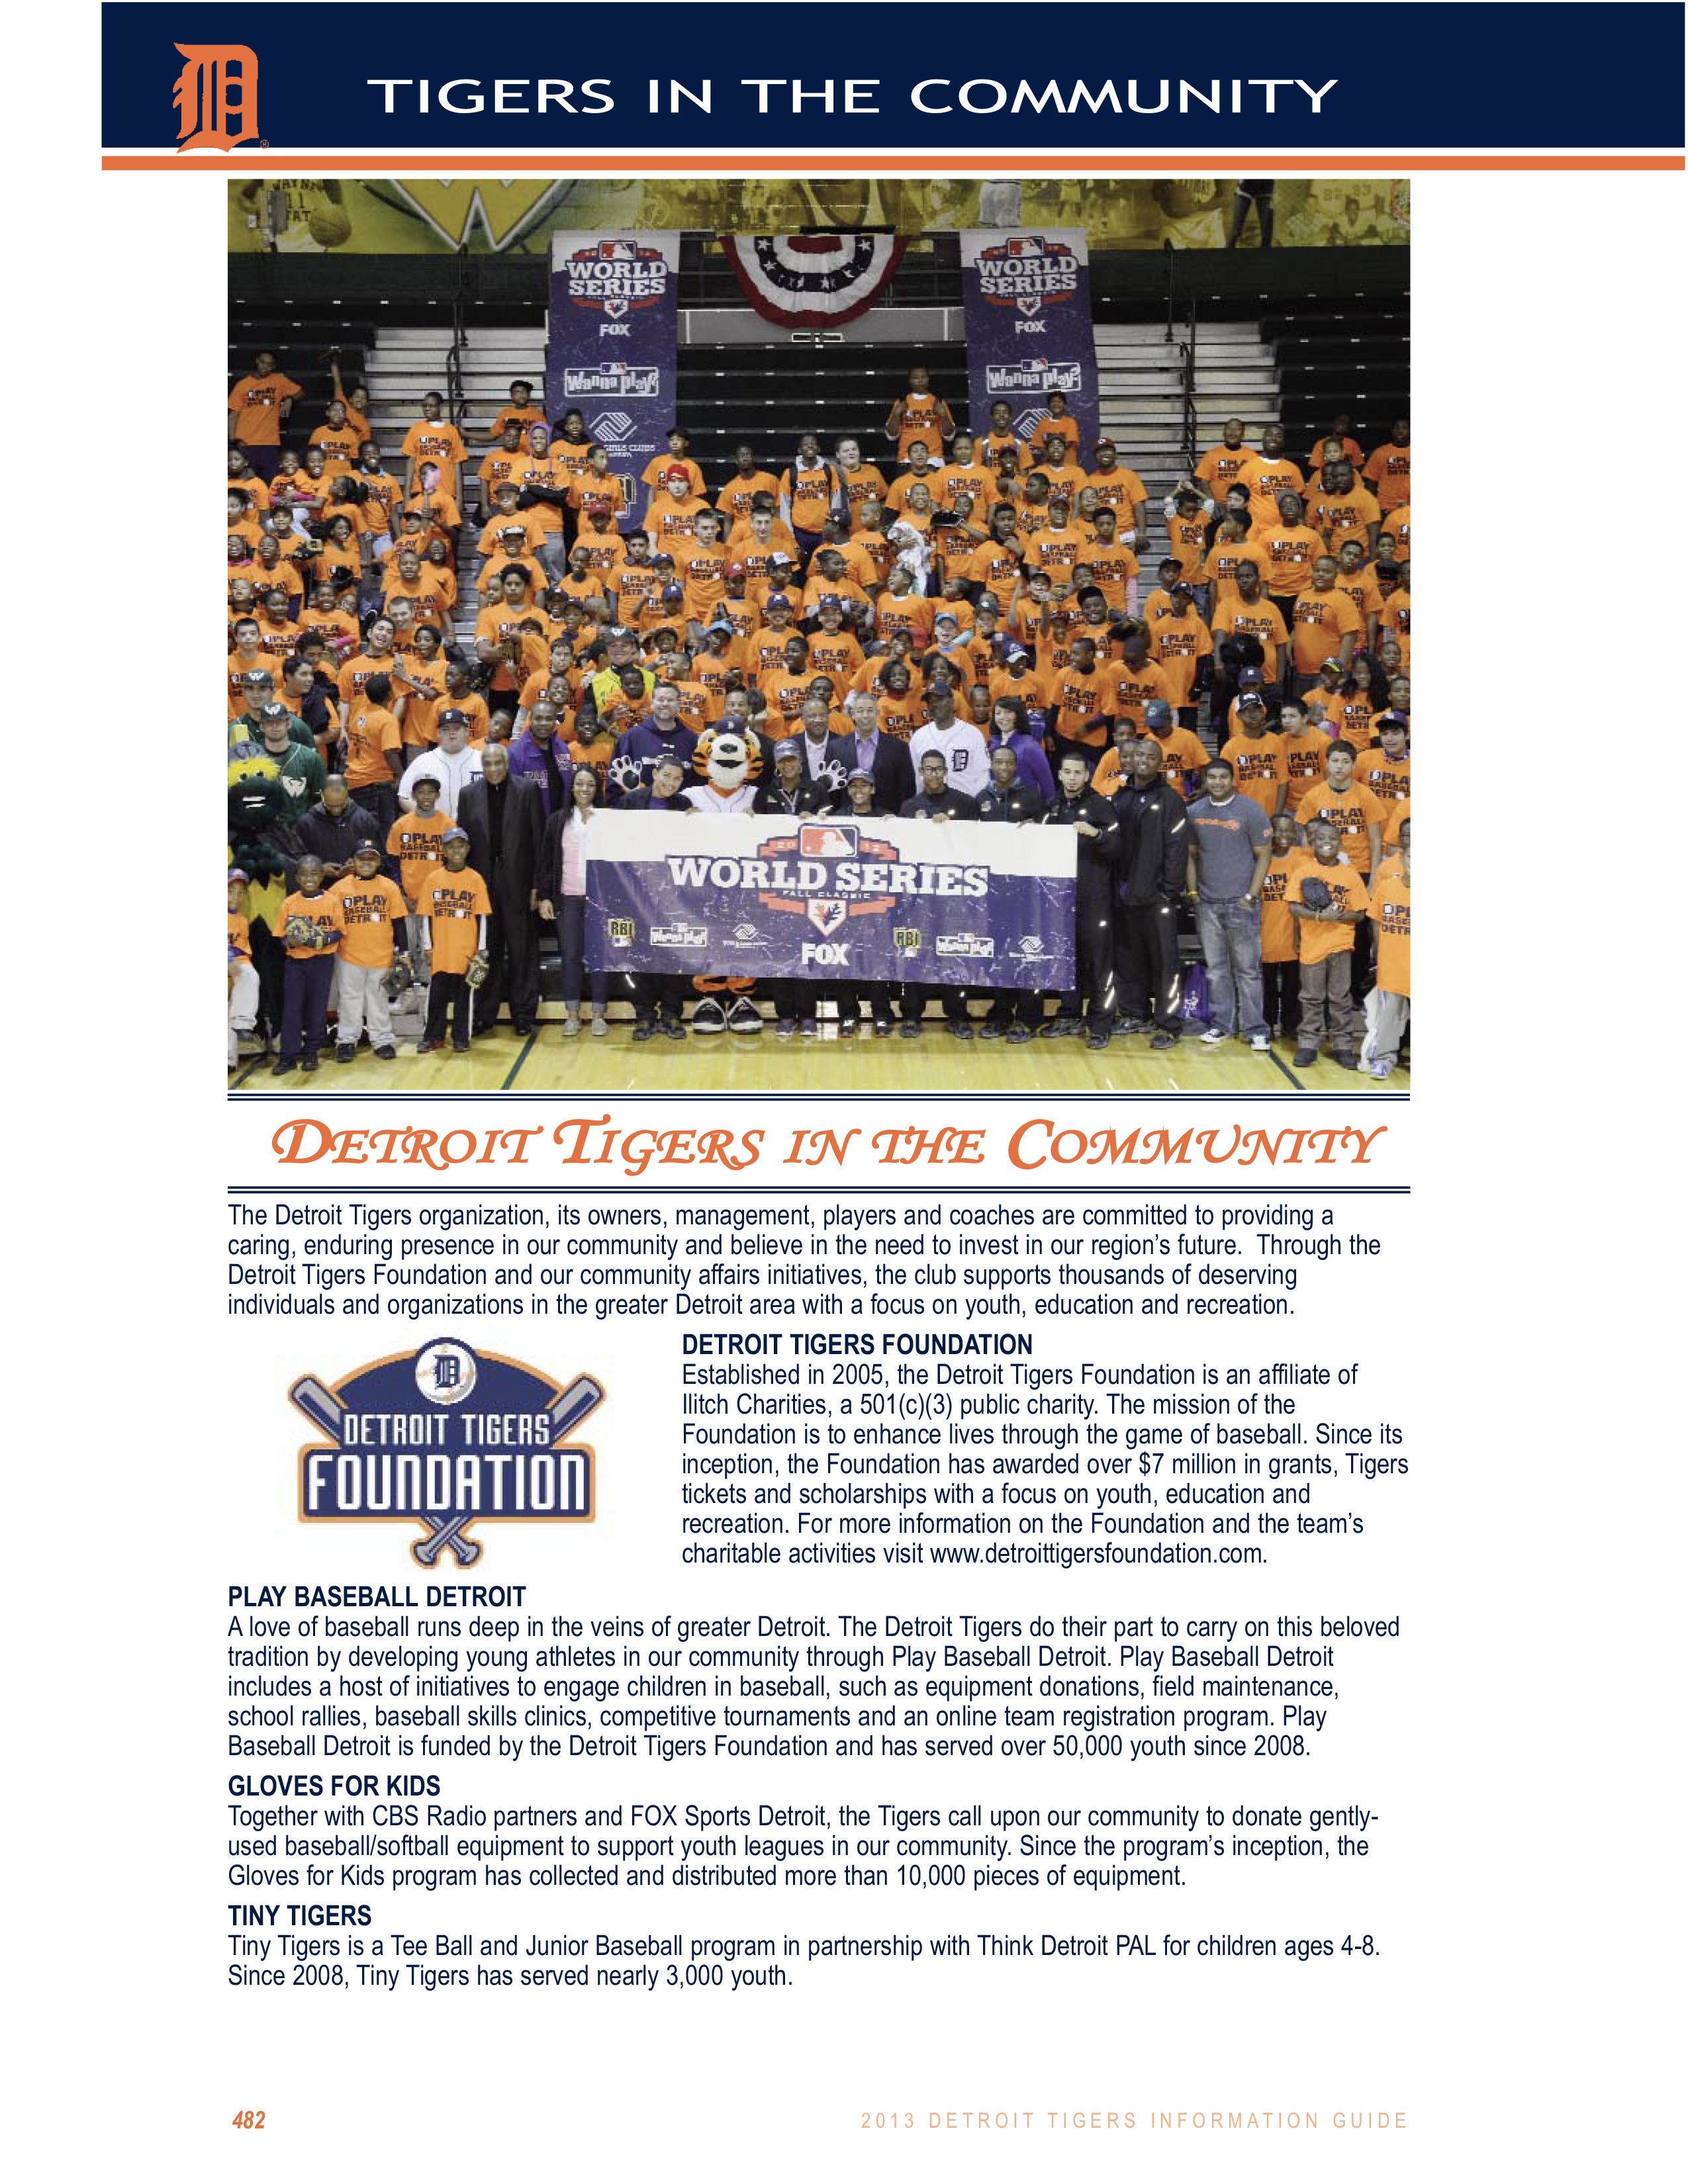 TIGERS IN THE COMMUNITY
WORLD
SERIES
FOX
Wanna play?
WORLD
SERIES
FOX
Wanna play?
WORLD SERIES
FALL CLASSIC
RBI
Wanna play?
FOX
RBI
Wanna play?
PLAY
BASEBALL
DETROIT
DETROIT TIGERS IN THE COMMUNITY
The Detroit Tigers organization, its owners, management, players and coaches are committed to providing a
caring, enduring presence in our community and believe in the need to invest in our region's future.  Through the
Detroit Tigers Foundation and our community affairs initiatives, the club supports thousands of deserving
individuals and organizations in the greater Detroit area with a focus on youth, education and recreation.
DETROIT TIGERS
FOUNDATION
DETROIT TIGERS FOUNDATION
Established in 2005, the Detroit Tigers Foundation is an affiliate of
Ilitch Charities, a 501(c)(3) public charity. The mission of the
Foundation is to enhance lives through the game of baseball. Since its
inception, the Foundation has awarded over $7 million in grants, Tigers
tickets and scholarships with a focus on youth, education and
recreation. For more information on the Foundation and the team's
charitable activities visit www.detroittigersfoundation.com.
PLAY BASEBALL DETROIT
A love of baseball runs deep in the veins of greater Detroit. The Detroit Tigers do their part to carry on this beloved
tradition by developing young athletes in our community through Play Baseball Detroit. Play Baseball Detroit
includes a host of initiatives to engage children in baseball, such as equipment donations, field maintenance,
school rallies, baseball skills clinics, competitive tournaments and an online team registration program. Play
Baseball Detroit is funded by the Detroit Tigers Foundation and has served over 50,000 youth since 2008.
GLOVES FOR KIDS
Together with CBS Radio partners and FOX Sports Detroit, the Tigers call upon our community to donate gently-
used baseball/softball equipment to support youth leagues in our community. Since the program's inception, the
Gloves for Kids program has collected and distributed more than 10,000 pieces of equipment.
TINY TIGERS
Tiny Tigers is a Tee Ball and Junior Baseball program in partnership with Think Detroit PAL for children ages 4-8.
Since 2008, Tiny Tigers has served nearly 3,000 youth.
482
2013 DETROIT TIGERS INFORMATION GUIDE